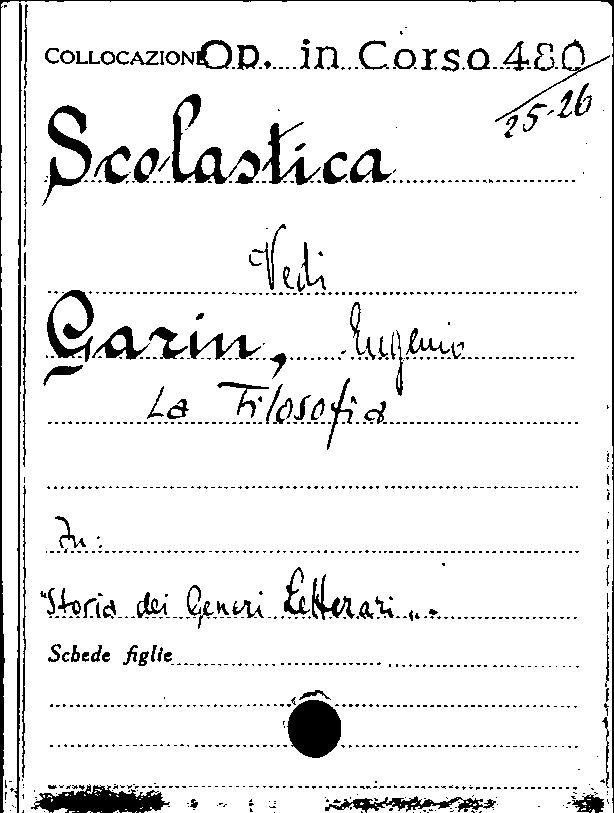 COLLOCAZIONE Op. in Corso 480
25-26
Scolastica
Vedi
Garin, Eugenio
La Filosofia
In:
"Storia dei Generi Letterari„.
Schede figlie